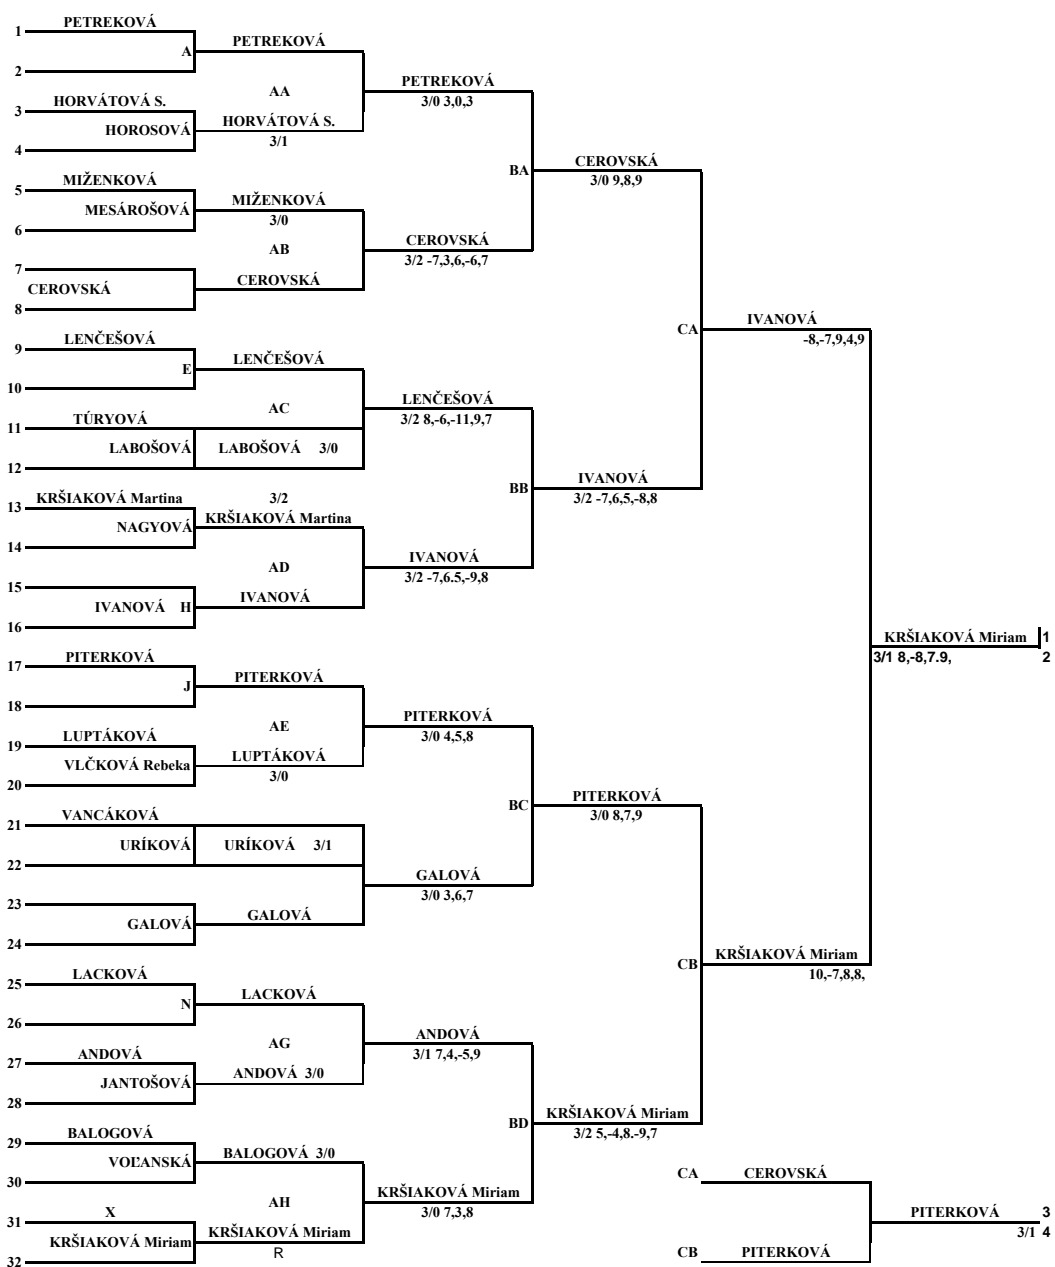 1 PETREKOVÁ
A
2
PETREKOVÁ
AA
3 HORVÁTOVÁ S.
HOROSOVÁ
4
HORVÁTOVÁ S.
3/1
PETREKOVÁ
3/0 3,0,3
5 MIŽENKOVÁ
MESÁROŠOVÁ
6
MIŽENKOVÁ
3/0
AB
7
CEROVSKÁ
8
CEROVSKÁ
CEROVSKÁ
3/2 -7,3,6,-6,7
BA
CEROVSKÁ
3/0 9,8,9
9 LENČEŠOVÁ
E
10
LENČEŠOVÁ
AC
11 TÚRYOVÁ
LABOŠOVÁ
12
LABOŠOVÁ 3/0
LENČEŠOVÁ
3/2 8,-6,-11,9,7
13 KRŠIAKOVÁ Martina
NAGYOVÁ
14
3/2
KRŠIAKOVÁ Martina
AD
15
IVANOVÁ H
16
IVANOVÁ
IVANOVÁ
3/2 -7,6.5,-9,8
BB
IVANOVÁ
3/2 -7,6,5,-8,8
CA
IVANOVÁ
-8,-7,9,4,9
17 PITERKOVÁ
J
18
PITERKOVÁ
AE
19 LUPTÁKOVÁ
VLČKOVÁ Rebeka
20
LUPTÁKOVÁ
3/0
PITERKOVÁ
3/0 4,5,8
21 VANCÁKOVÁ
URÍKOVÁ
22
URÍKOVÁ 3/1
23
GALOVÁ
24
GALOVÁ
GALOVÁ
3/0 3,6,7
BC
PITERKOVÁ
3/0 8,7,9
25 LACKOVÁ
N
26
LACKOVÁ
AG
27 ANDOVÁ
JANTOŠOVÁ
28
ANDOVÁ 3/0
ANDOVÁ
3/1 7,4,-5,9
29 BALOGOVÁ
VOĽANSKÁ
30
BALOGOVÁ 3/0
AH
31 X
KRŠIAKOVÁ Miriam
32
KRŠIAKOVÁ Miriam
R
KRŠIAKOVÁ Miriam
3/0 7,3,8
BD
KRŠIAKOVÁ Miriam
3/2 5,-4,8.-9,7
CB
KRŠIAKOVÁ Miriam
10,-7,8,8,
KRŠIAKOVÁ Miriam 1
3/1 8,-8,7.9, 2
CA CEROVSKÁ
PITERKOVÁ 3
3/1 4
CB PITERKOVÁ